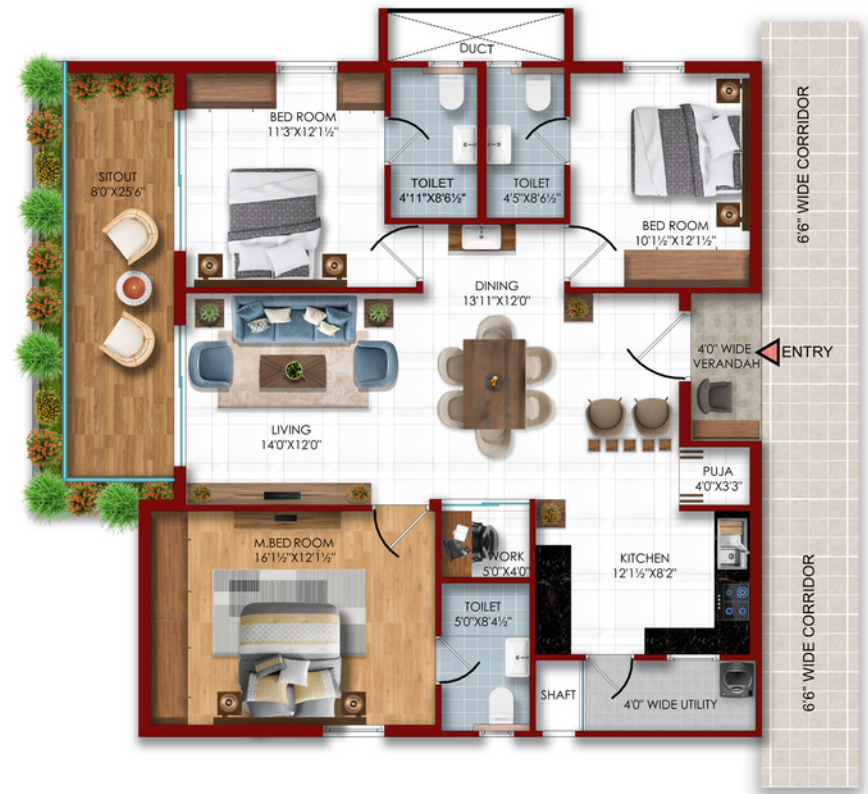 DUCT
BED ROOM
11'3"X12'1½"
TOILET
4'11"X8'6½"
TOILET
4'5"X8'6½"
BED ROOM
10'1½"X12'1½"
6'6" WIDE CORRIDOR
SITOUT
8'0"X25'6"
DINING
13'11"X12'0"
4'0" WIDE
VERANDAH
ENTRY
LIVING
14'0"X12'0"
PUJA
4'0"X3'3"
M.BED ROOM
16'1½"X12'1½"
WORK
5'0"X4'0"
KITCHEN
12'1½"X8'2"
TOILET
5'0"X8'4½"
SHAFT
4'0" WIDE UTILITY
6'6" WIDE CORRIDOR